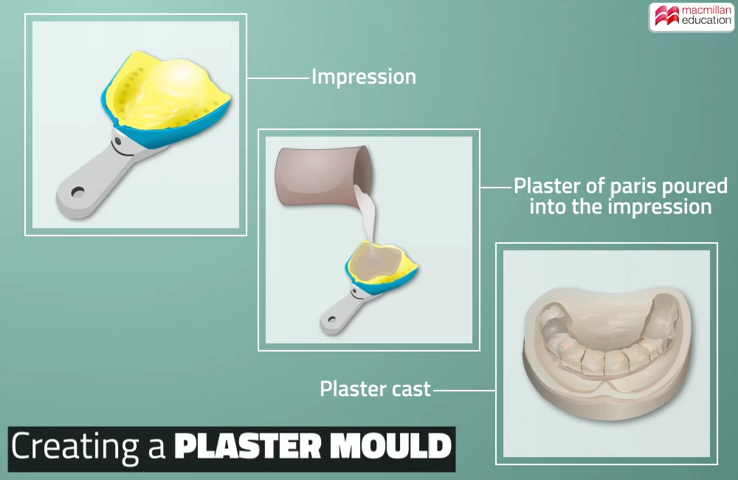 macmillan
education
Impression
Plaster of paris poured
into the impression
Plaster cast
Creating a PLASTER MOULD